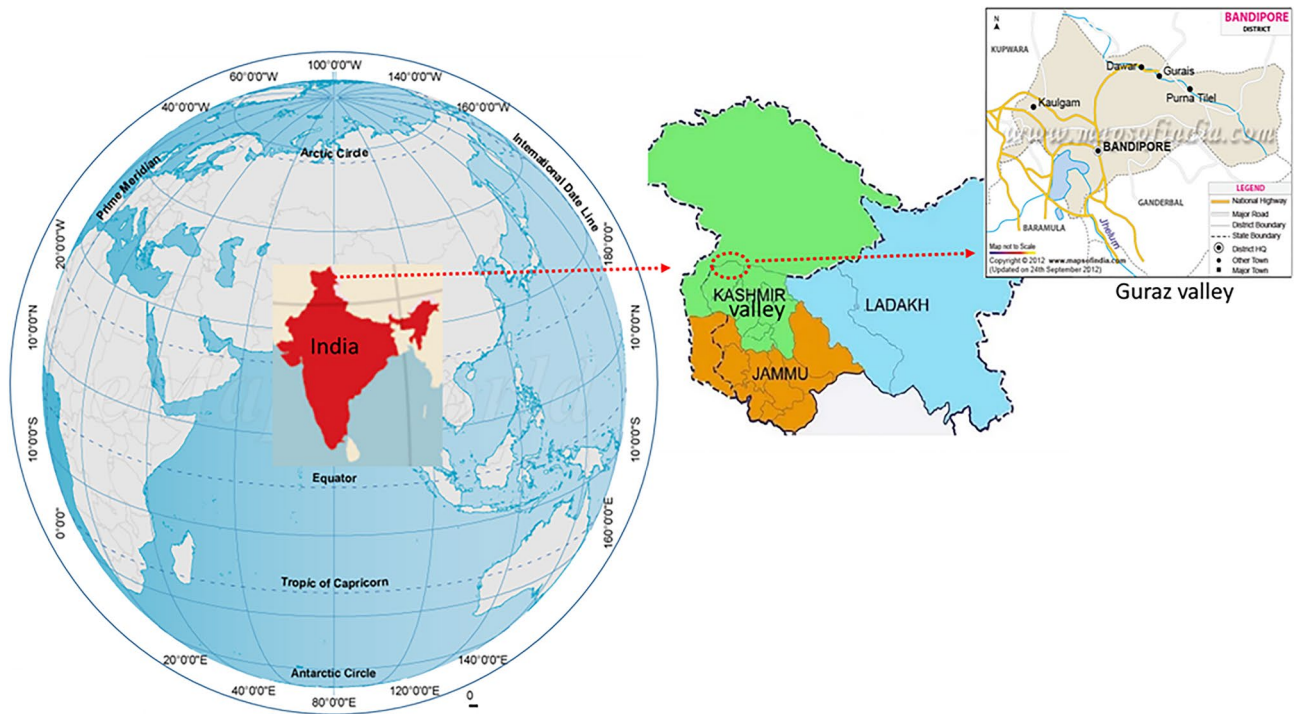 100°0'0"W
60°0'0"W
140°0'0"W
40°0'0"W
160°0'0"W
Arctic Circle
Prime Meridian
International Date Line
20°0'0"W
180°0'0"
India
10°0'0"N
10°0'0"N
10°0'0"S
10°0'0"S
Equator
0°0'0"
160°0'0"E
Tropic of Capricorn
20°0'0"E
Antarctic Circle
140°0'0"E
40°0'0"E
120°0'0"E
80°0'0"E
0
KASHMIR
valley
LADAKH
JAMMU
N
BANDIPORE
DISTRICT
KUPWARA
Dawar
Gurais
Purna Tilel
Kaulgam
www.mapsofindia.com
BANDIPORE
GANDERBAL
BARAMULA
Jhelum
LEGEND
National Highway
Major Road
District Boundary
State Boundary
District HQ
Other Town
Major Town
Map not to Scale
Copyright © 2012 www.mapsofindia.com
(Updated on 24th September 2012)
Guraz valley